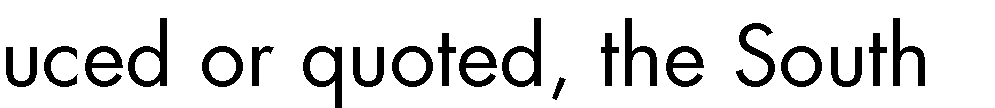 uced or quoted, the South